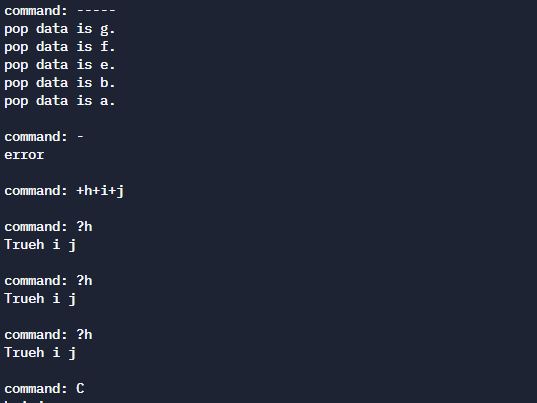 command: -----
pop data is g.
pop data is f.
pop data is e.
pop data is b.
pop data is a.
command: -
error
command: +h+i+j
command: ?h
Trueh i j
command: ?h
Trueh i j
command: ?h
Trueh i j
command: C